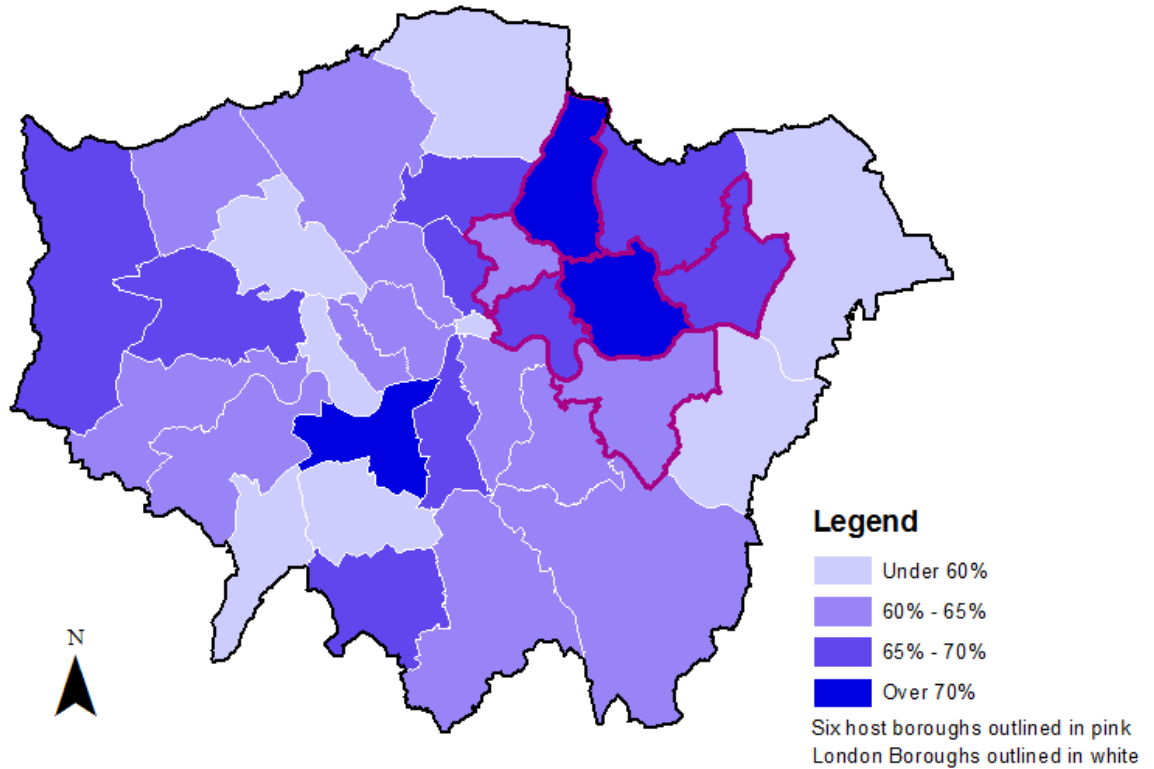 N
Legend
Under 60%
60% - 65%
65% - 70%
Over 70%
Six host boroughs outlined in pink
London Boroughs outlined in white